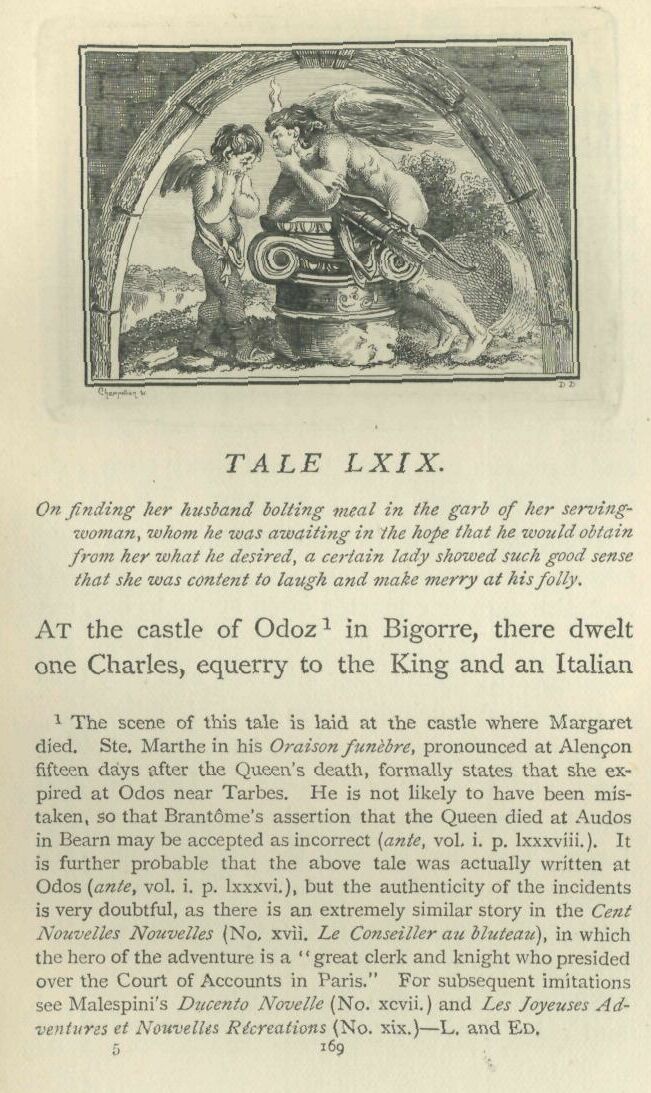 D D
TALE LXIX.
On finding her husband bolting meal in the garb of her serving-
woman, whom he was awaiting in the hope that he would obtain
from her what he desired, a certain lady showed such good sense
that she was content to laugh and make merry at his folly.
AT the castle of Odoz¹ in Bigorre, there dwelt
one Charles, equerry to the King and an Italian
¹ The scene of this tale is laid at the castle where Margaret
died. Ste. Marthe in his Oraison funèbre, pronounced at Alençon
fifteen days after the Queen's death, formally states that she ex-
pired at Odos near Tarbes. He is not likely to have been mis-
taken, so that Brantôme's assertion that the Queen died at Audos
in Bearn may be accepted as incorrect (ante, vol. i. p. lxxxviii.). It
is further probable that the above tale was actually written at
Odos (ante, vol. i. p. lxxxvi.), but the authenticity of the incidents
is very doubtful, as there is an extremely similar story in the Cent
Nouvelles Nouvelles (No. xvii. Le Conseiller au bluteau), in which
the hero of the adventure is a "great clerk and knight who presided
over the Court of Accounts in Paris." For subsequent imitations
see Malespini's Ducento Novelle (No. xcvii.) and Les Joyeuses Ad-
ventures et Nouvelles Récreations (No. xix.)—L. and ED.
5 169